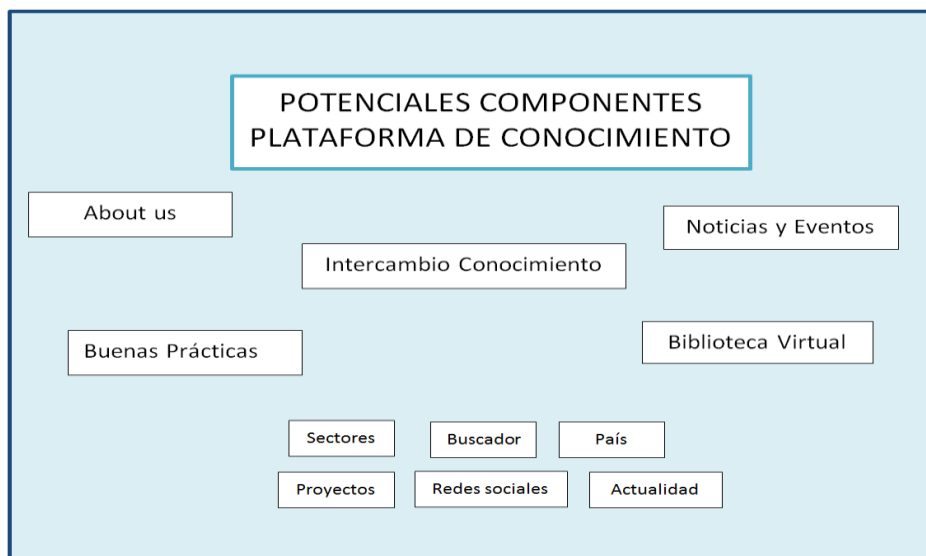 POTENCIALES COMPONENTES
PLATAFORMA DE CONOCIMIENTO
About us
Noticias y Eventos
Intercambio Conocimiento
Buenas Prácticas
Biblioteca Virtual
Sectores
Buscador
País
Proyectos
Redes sociales
Actualidad